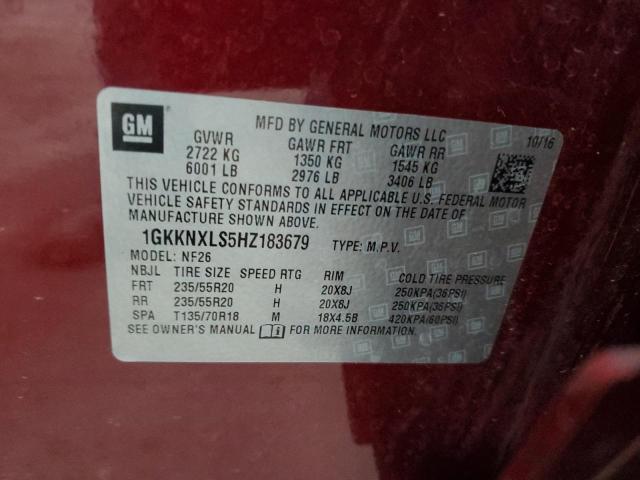 GM
MFD BY GENERAL MOTORS LLC 10/16
GVWR GAWR FRT GAWR RR
2722 KG 1350 KG 1545 KG
6001 LB 2976 LB 3406 LB
THIS VEHICLE CONFORMS TO ALL APPLICABLE U.S. FEDERAL MOTOR
VEHICLE SAFETY STANDARDS IN EFFECT ON THE DATE OF
MANUFACTURE SHOWN ABOVE.
1GKKNXLS5HZ183679 TYPE: M.P.V.
MODEL: NF26
NBJL TIRE SIZE SPEED RTG RIM COLD TIRE PRESSURE
FRT 235/55R20 H 20X8J 250KPA(36PSI)
RR 235/55R20 H 20X8J 250KPA(36PSI)
SPA T135/70R18 M 18X4.5B 420KPA(60PSI)
SEE OWNER'S MANUAL FOR MORE INFORMATION.